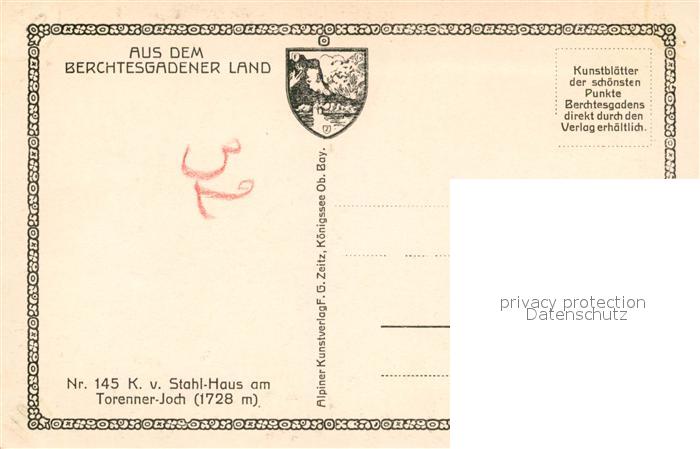 AUS DEM
BERCHTESGADENER LAND
Kunstblätter
der schönsten
Punkte
Berchtesgadens
direkt durch den
Verlag erhältlich.
Alpiner Kunstverlag F. G. Zeitz, Königssee Ob. Bay.
privacy protection
Datenschutz
Nr. 145 K. v. Stahl-Haus am
Torenner-Joch (1728 m)